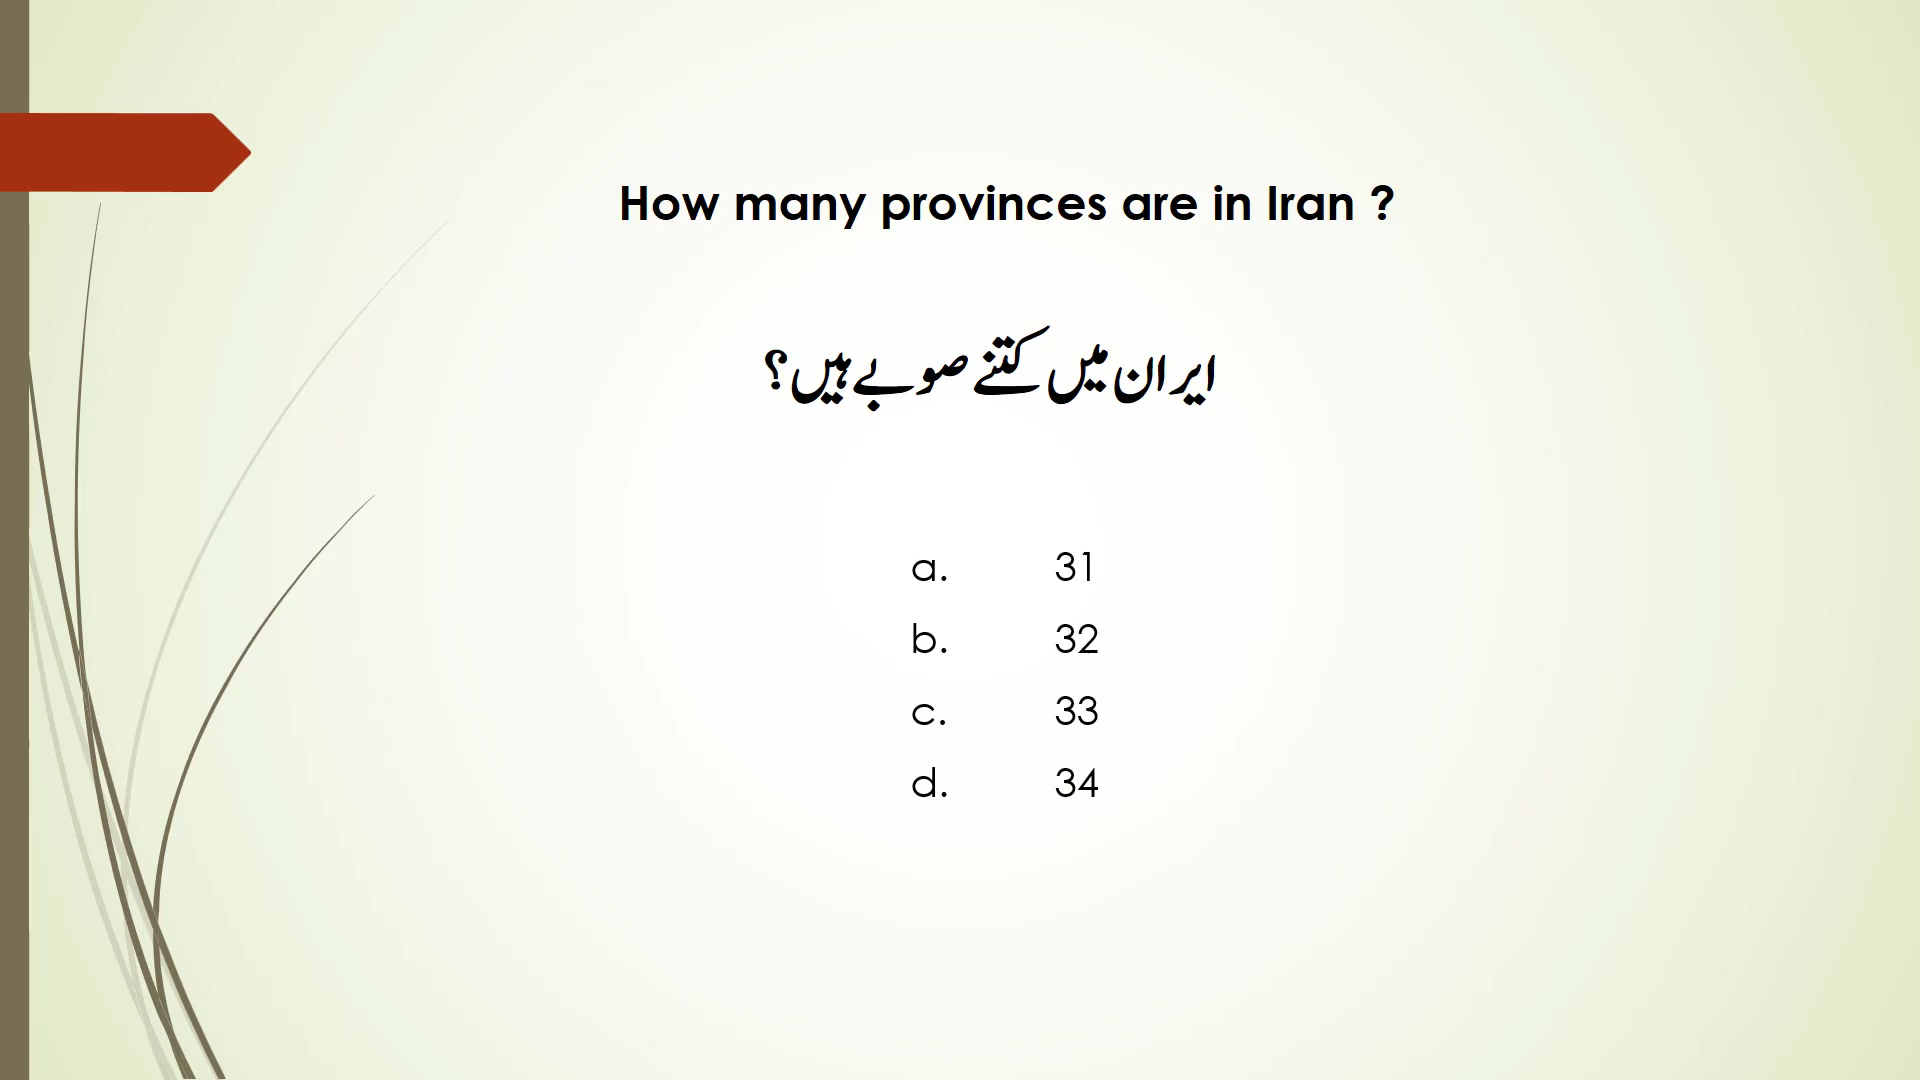 How many provinces are in Iran ?
ایران میں کتنے صوبے ہیں؟
a. 31
b. 32
c. 33
d. 34